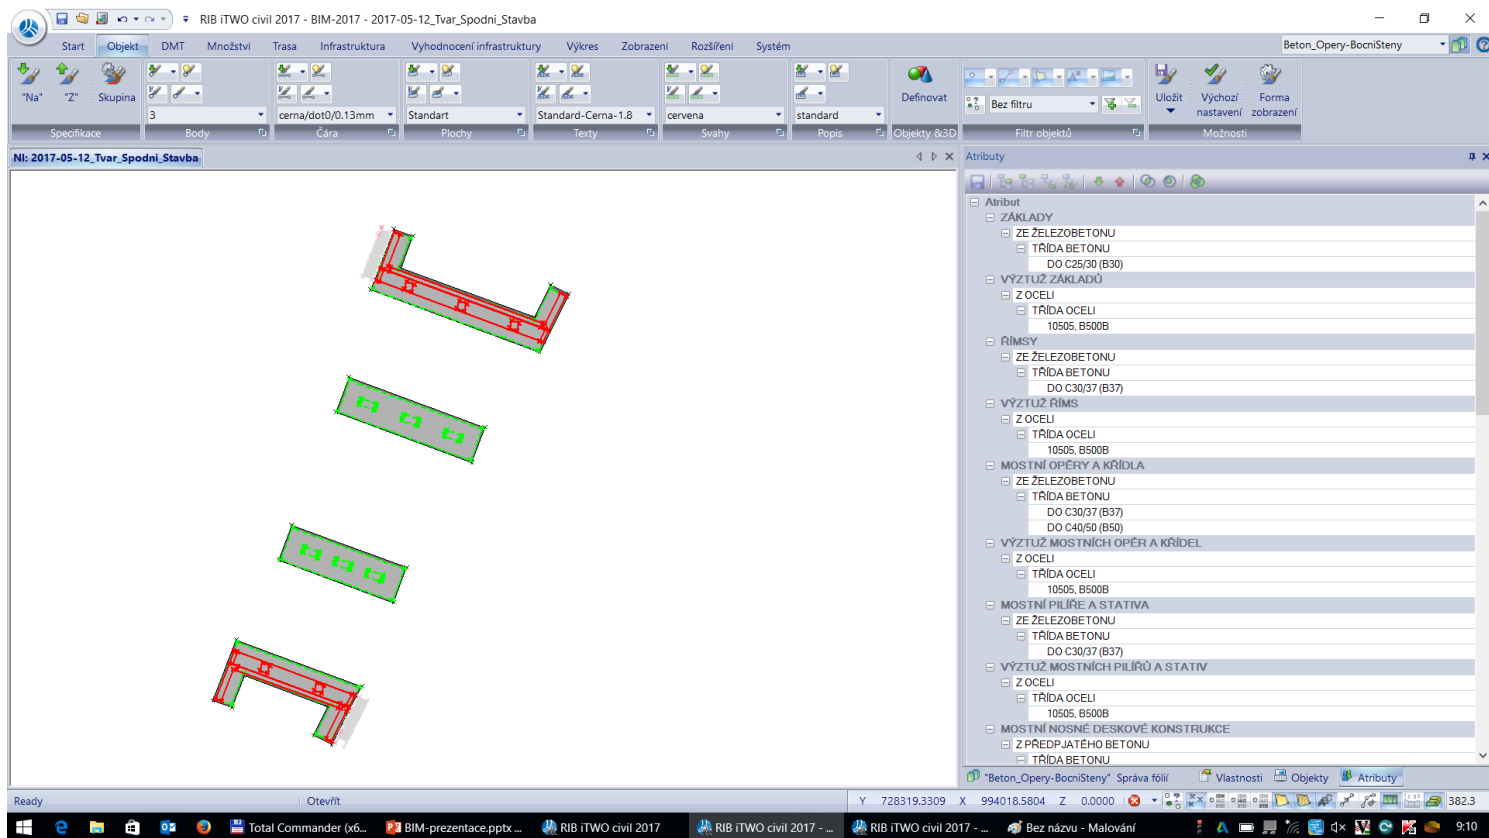 RIB iTWO civil 2017 - BIM-2017 - 2017-05-12_Tvar_Spodni_Stavba
Start Objekt DMT Množství Trasa Infrastruktura Vyhodnocení infrastruktury Výkres Zobrazení Rozšíření Systém Beton_Opery-BocniSteny
"Na" "Z" Skupina Definovat Bez filtru Uložit Výchozí nastavení Forma zobrazení
3 cerna/dot0/0.13mm Standart Standard-Cerna-1.8 cervena standard
Specifikace Body Čára Plochy Texty Svahy Popis Objekty &3D Filtr objektů Možnosti
NI: 2017-05-12_Tvar_Spodni_Stavba
Atributy
Atribut
ZÁKLADY
ZE ŽELEZOBETONU
TŘÍDA BETONU
DO C25/30 (B30)
VÝZTUŽ ZÁKLADŮ
Z OCELI
TŘÍDA OCELI
10505, B500B
ŘÍMSY
ZE ŽELEZOBETONU
TŘÍDA BETONU
DO C30/37 (B37)
VÝZTUŽ ŘÍMS
Z OCELI
TŘÍDA OCELI
10505, B500B
MOSTNÍ OPĚRY A KŘÍDLA
ZE ŽELEZOBETONU
TŘÍDA BETONU
DO C30/37 (B37)
DO C40/50 (B50)
VÝZTUŽ MOSTNÍCH OPĚR A KŘÍDEL
Z OCELI
TŘÍDA OCELI
10505, B500B
MOSTNÍ PILÍŘE A STATIVA
ZE ŽELEZOBETONU
TŘÍDA BETONU
DO C30/37 (B37)
VÝZTUŽ MOSTNÍCH PILÍŘŮ A STATIV
Z OCELI
TŘÍDA OCELI
10505, B500B
MOSTNÍ NOSNÉ DESKOVÉ KONSTRUKCE
Z PŘEDPJATÉHO BETONU
TŘÍDA BETONU
"Beton_Opery-BocniSteny" Správa fólií Vlastnosti Objekty Atributy
Ready Otevřít Y 728319.3309 X 994018.5804 Z 0.0000 382.3
Total Commander (x6... BIM-prezentace.pptx ... RIB iTWO civil 2017 RIB iTWO civil 2017 - ... RIB iTWO civil 2017 - ... Bez názvu - Malování 9:10